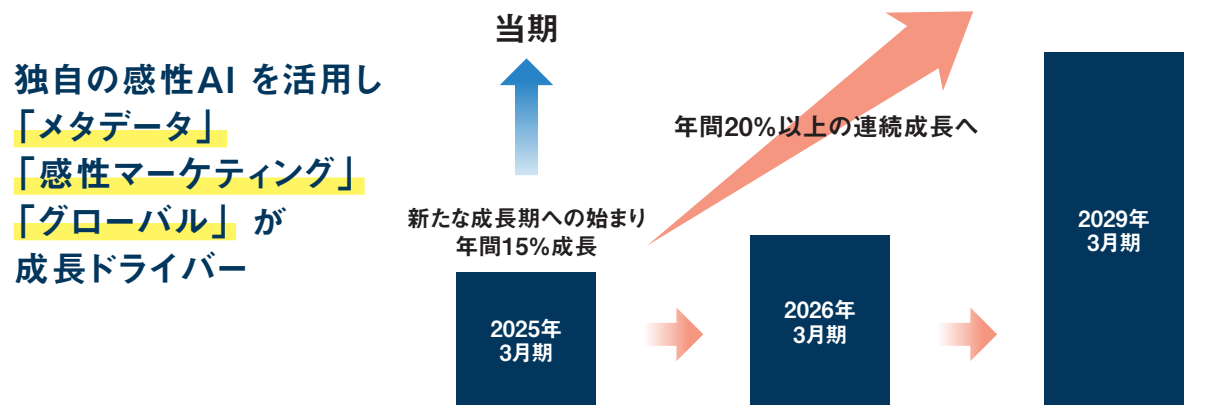 独自の感性AI を活用し
「メタデータ」
「感性マーケティング」
「グローバル」 が
成長ドライバー
当期
年間20%以上の連続成長へ
新たな成長期への始まり
年間15%成長
2025年
3月期
2026年
3月期
2029年
3月期